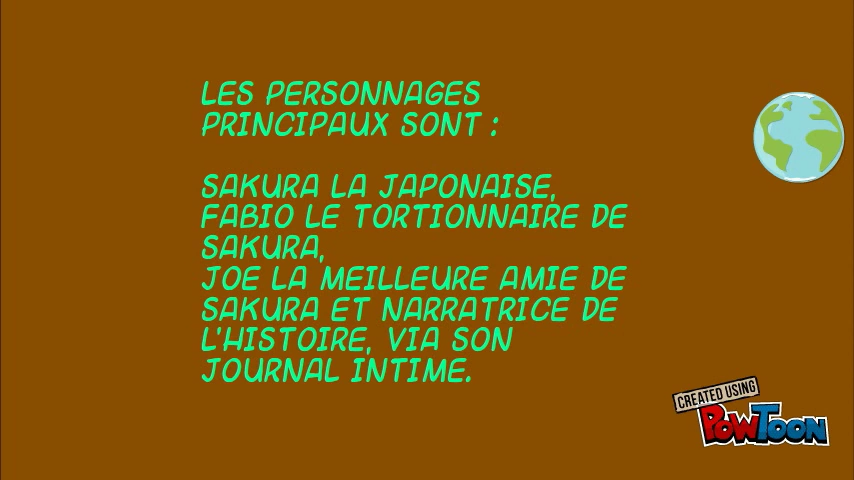 LES PERSONNAGES
PRINCIPAUX SONT :
SAKURA LA JAPONAISE,
FABIO LE TORTIONNAIRE DE
SAKURA,
JOE LA MEILLEURE AMIE DE
SAKURA ET NARRATRICE DE
L'HISTOIRE, VIA SON
JOURNAL INTIME.
CREATED USING
POWTOON